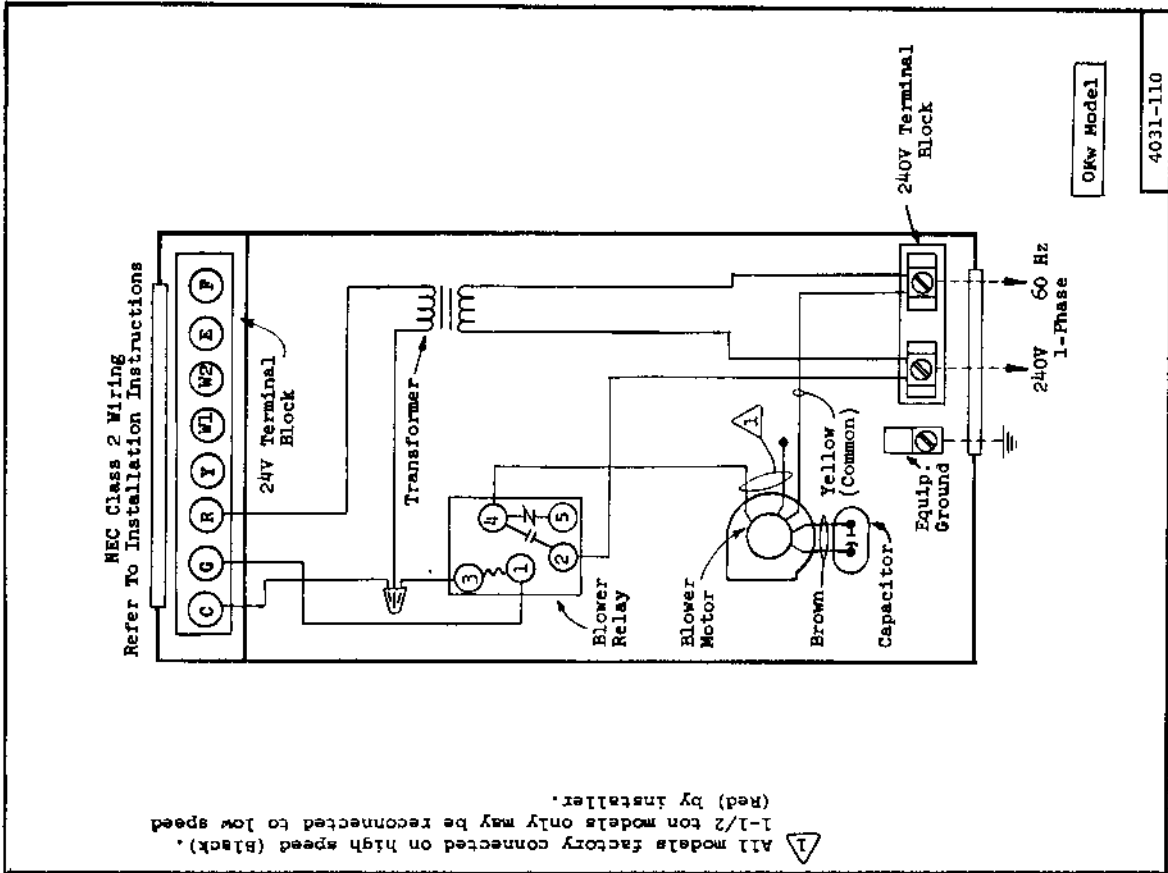 NEC Class 2 Wiring
Refer To Installation Instructions
C G R Y W1 W2 E F
24V Terminal
Block
Transformer
3 1 4 2 5
Blower
Relay
Blower
Motor
1
Brown
Yellow
(Common)
Capacitor
Equip.
Ground
240V Terminal
Block
240V 60 Hz
1-Phase
0Kw Model
4031-110
1 All models factory connected on high speed (Black).
1-1/2 ton models only may be reconnected to low speed
(Red) by installer.